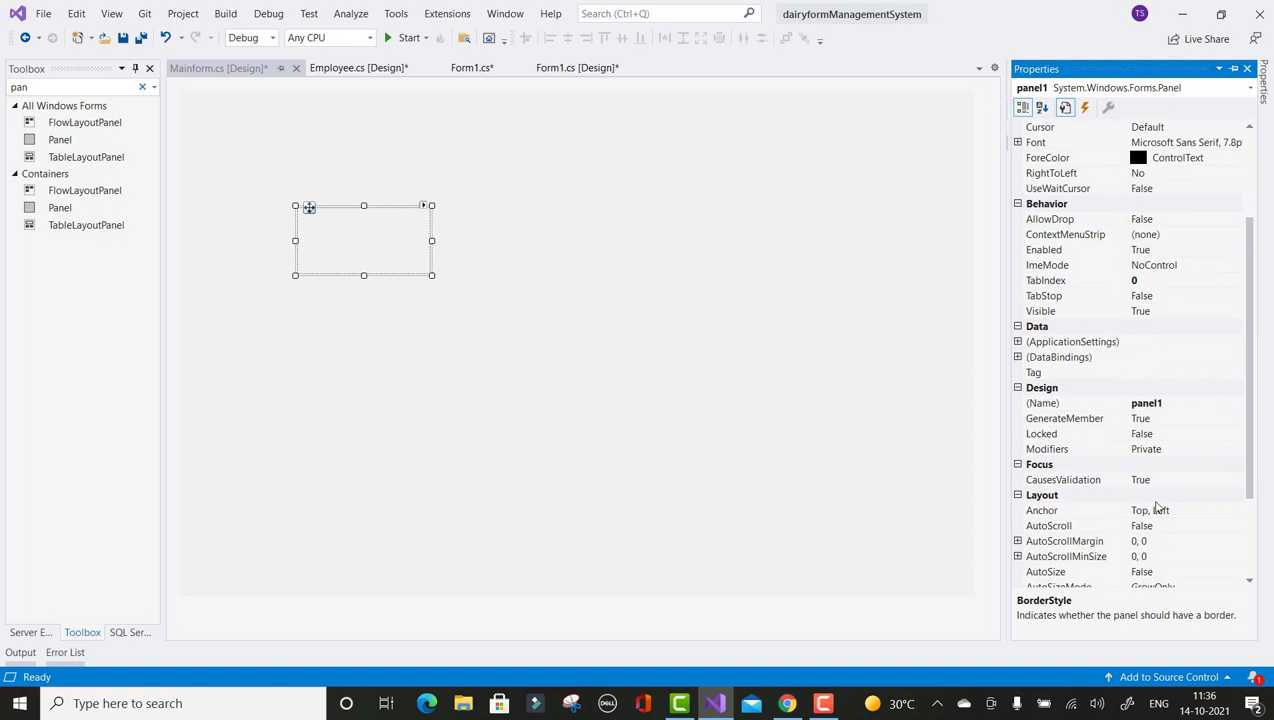 File Edit View Git Project Build Debug Test Analyze Tools Extensions Window Help Search (Ctrl+Q) dairyformManagementSystem TS
Debug Any CPU Start Live Share
Toolbox
Mainform.cs [Design]* Employee.cs [Design]* Form1.cs* Form1.cs [Design]*
Properties
Properties
pan
panel1 System.Windows.Forms.Panel
All Windows Forms
FlowLayoutPanel
Panel
TableLayoutPanel
Containers
FlowLayoutPanel
Panel
TableLayoutPanel
Cursor Default
Font Microsoft Sans Serif, 7.8p
ForeColor ControlText
RightToLeft No
UseWaitCursor False
Behavior
AllowDrop False
ContextMenuStrip (none)
Enabled True
ImeMode NoControl
TabIndex 0
TabStop False
Visible True
Data
(ApplicationSettings)
(DataBindings)
Tag
Design
(Name) panel1
GenerateMember True
Locked False
Modifiers Private
Focus
CausesValidation True
Layout
Anchor Top, Left
AutoScroll False
AutoScrollMargin 0, 0
AutoScrollMinSize 0, 0
AutoSize False
AutoSizeMode GrowOnly
BorderStyle
Indicates whether the panel should have a border.
Server E... Toolbox SQL Ser...
Output Error List
Ready Add to Source Control 1
Type here to search DELL 30°C ENG 11:36
14-10-2021 2